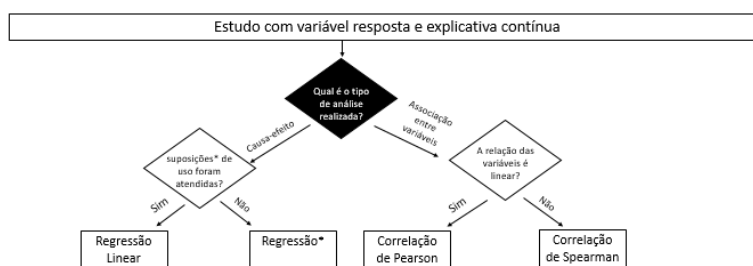 Estudo com variável resposta e explicativa contínua
Qual é o tipo
de análise
realizada?
Causa-efeito
Associação
entre
variáveis
suposições* de
uso foram
atendidas?
A relação das
variáveis é
linear?
Sim
Não
Sim
Não
Regressão
Linear
Regressão*
Correlação
de Pearson
Correlação
de Spearman